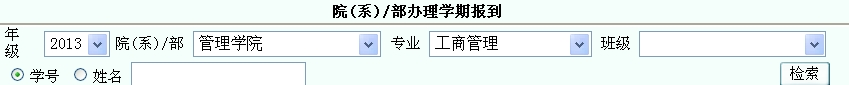 院(系)/部办理学期报到
年级 2013 院(系)/部 管理学院 专业 工商管理 班级
学号 姓名 检索